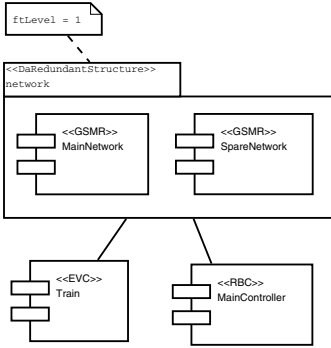 ftLevel = 1
<<DaRedundantStructure>>
network
<<GSMR>>
MainNetwork
<<GSMR>>
SpareNetwork
<<EVC>>
Train
<<RBC>>
MainController